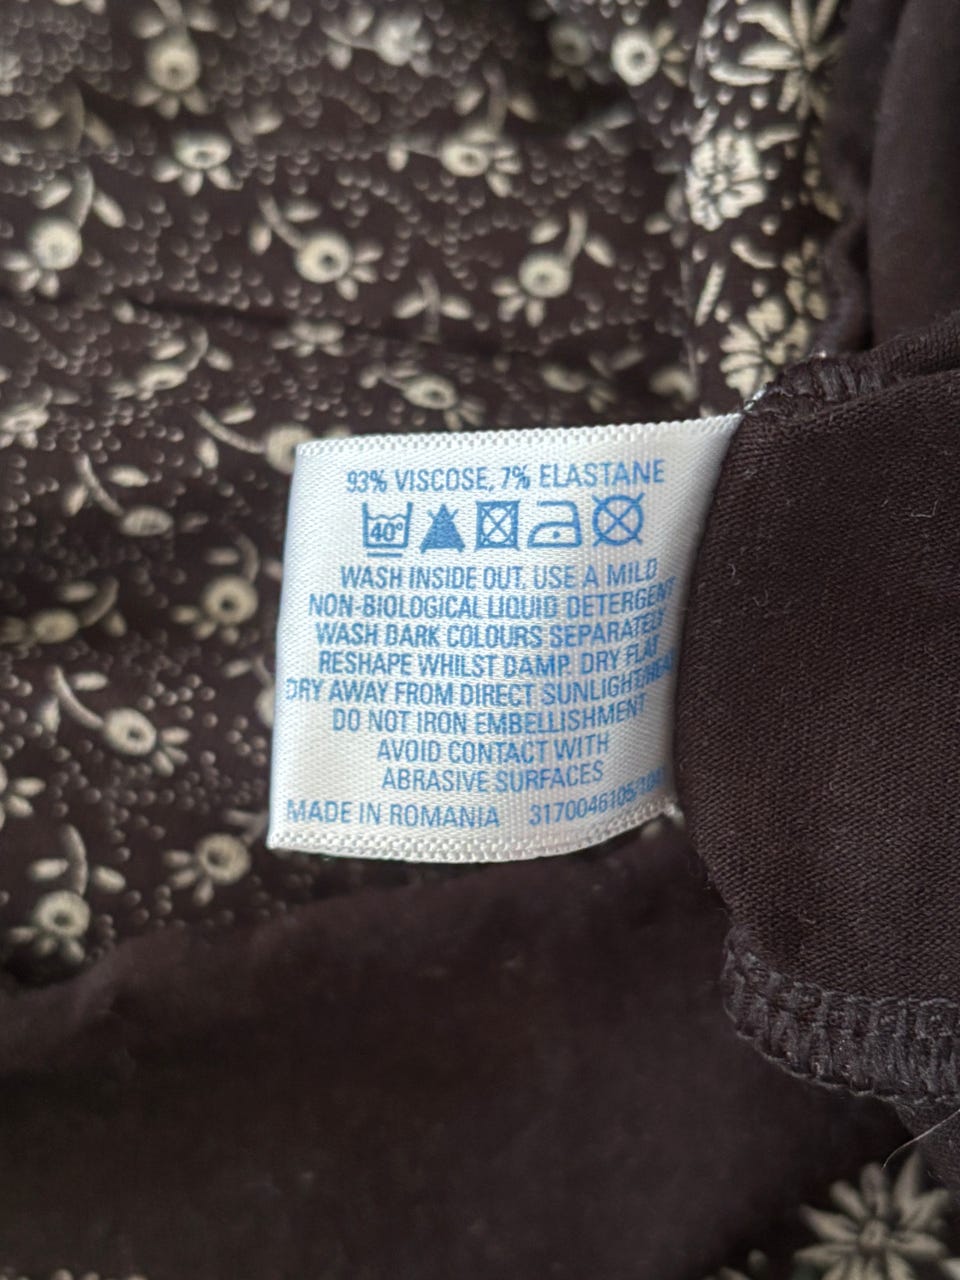 93% VISCOSE, 7% ELASTANE
40°
WASH INSIDE OUT. USE A MILD
NON-BIOLOGICAL LIQUID DETERGENT
WASH DARK COLOURS SEPARATELY
RESHAPE WHILST DAMP. DRY FLAT
DRY AWAY FROM DIRECT SUNLIGHT/HEAT
DO NOT IRON EMBELLISHMENT
AVOID CONTACT WITH
ABRASIVE SURFACES
MADE IN ROMANIA